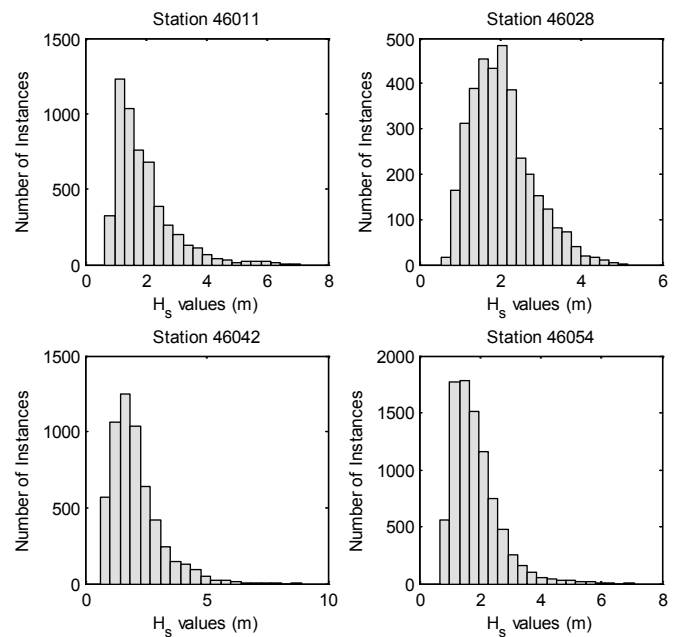 Station 46011
1500
1000
500
0
0 2 4 6 8
Number of Instances
H_s values (m)
Station 46028
500
400
300
200
100
0
0 2 4 6
Number of Instances
H_s values (m)
Station 46042
1500
1000
500
0
0 5 10
Number of Instances
H_s values (m)
Station 46054
2000
1500
1000
500
0
0 2 4 6 8
Number of Instances
H_s values (m)